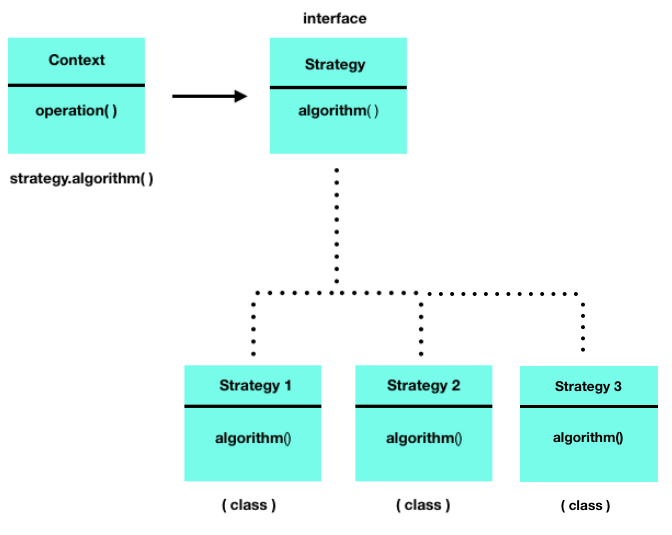 interface
Context
Strategy
operation( )
algorithm( )
strategy.algorithm( )
Strategy 1
Strategy 2
Strategy 3
algorithm()
algorithm()
algorithm()
( class )
( class )
( class )